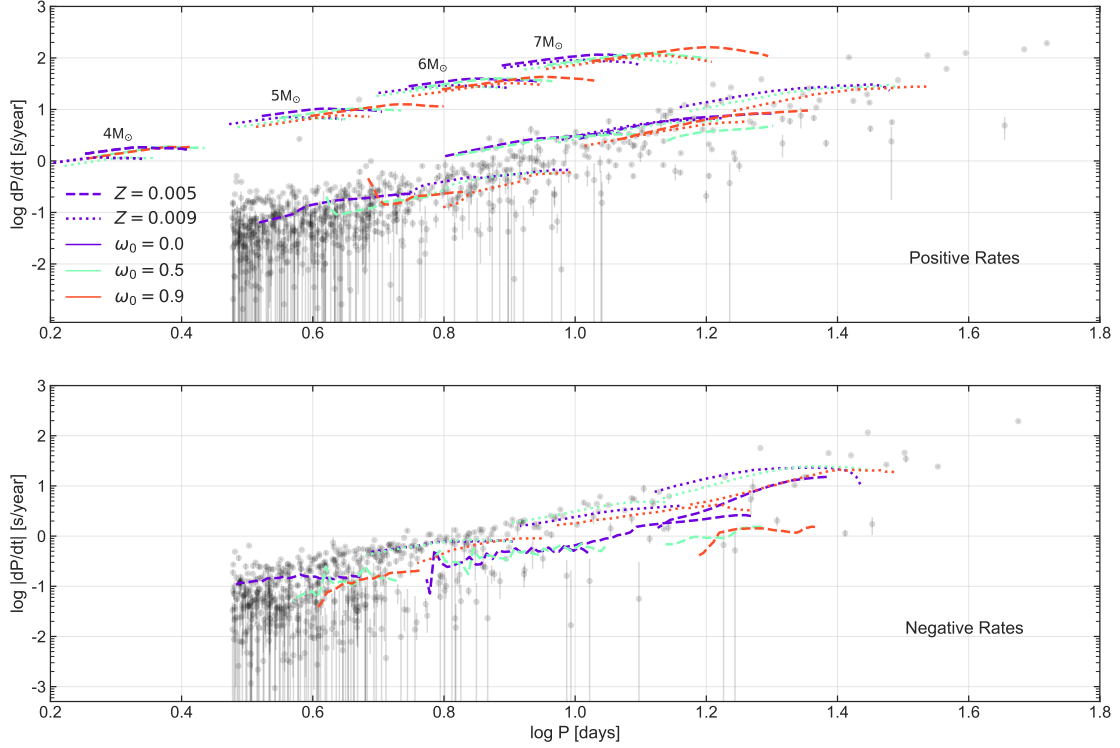 3
2
1
0
-1
-2
log dP/dt [s/year]
7M⊙
6M⊙
5M⊙
4M⊙
Z = 0.005
Z = 0.009
ω₀ = 0.0
ω₀ = 0.5
ω₀ = 0.9
Positive Rates
0.2 0.4 0.6 0.8 1.0 1.2 1.4 1.6 1.8
3
2
1
0
-1
-2
-3
log |dP/dt| [s/year]
Negative Rates
0.2 0.4 0.6 0.8 1.0 1.2 1.4 1.6 1.8
log P [days]